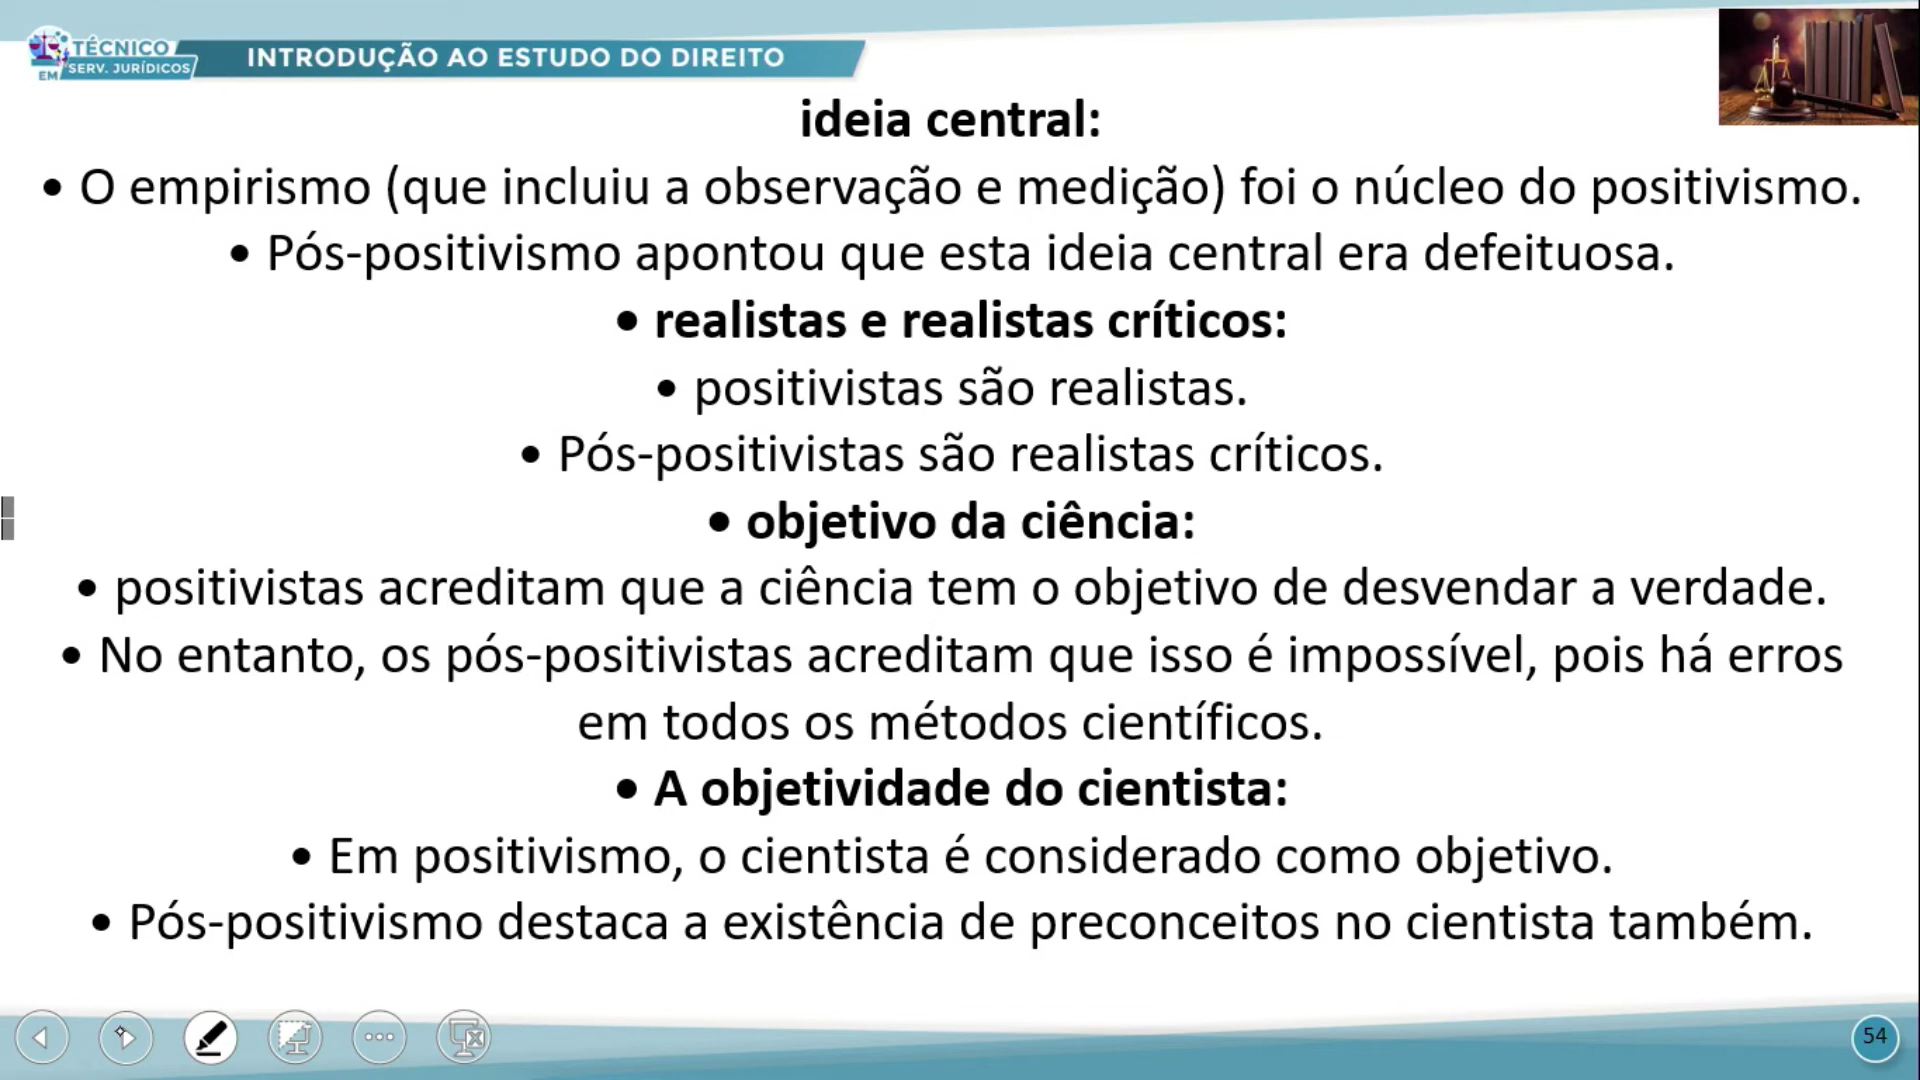 TÉCNICO
EM SERV. JURÍDICOS
INTRODUÇÃO AO ESTUDO DO DIREITO
ideia central:
• O empirismo (que incluiu a observação e medição) foi o núcleo do positivismo.
• Pós-positivismo apontou que esta ideia central era defeituosa.
• realistas e realistas críticos:
• positivistas são realistas.
• Pós-positivistas são realistas críticos.
• objetivo da ciência:
• positivistas acreditam que a ciência tem o objetivo de desvendar a verdade.
• No entanto, os pós-positivistas acreditam que isso é impossível, pois há erros
em todos os métodos científicos.
• A objetividade do cientista:
• Em positivismo, o cientista é considerado como objetivo.
• Pós-positivismo destaca a existência de preconceitos no cientista também.
54